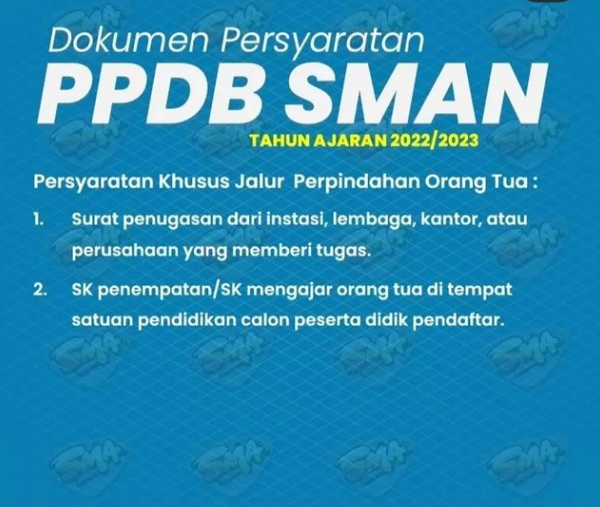 Dokumen Persyaratan
PPDB SMAN
TAHUN AJARAN 2022/2023
Persyaratan Khusus Jalur Perpindahan Orang Tua :
1. Surat penugasan dari instasi, lembaga, kantor, atau
perusahaan yang memberi tugas.
2. SK penempatan/SK mengajar orang tua di tempat
satuan pendidikan calon peserta didik pendaftar.